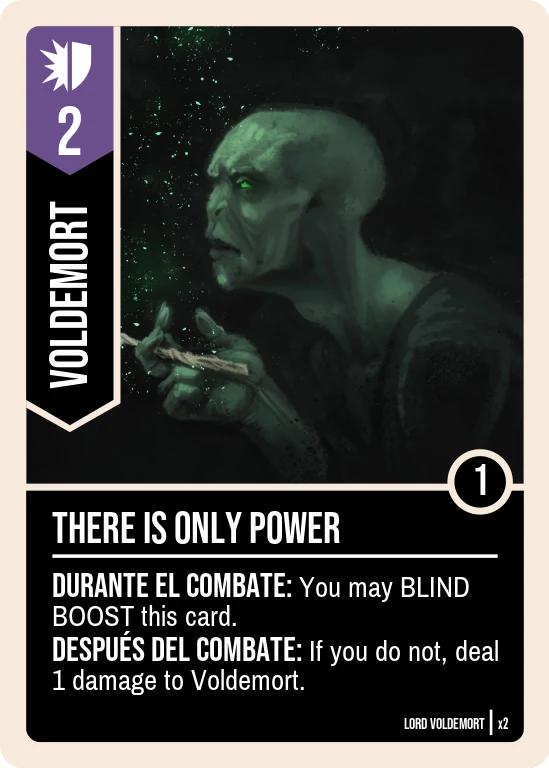 2
VOLDEMORT
1
THERE IS ONLY POWER
DURANTE EL COMBATE: You may BLIND
BOOST this card.
DESPUÉS DEL COMBATE: If you do not, deal
1 damage to Voldemort.
LORD VOLDEMORT | x2